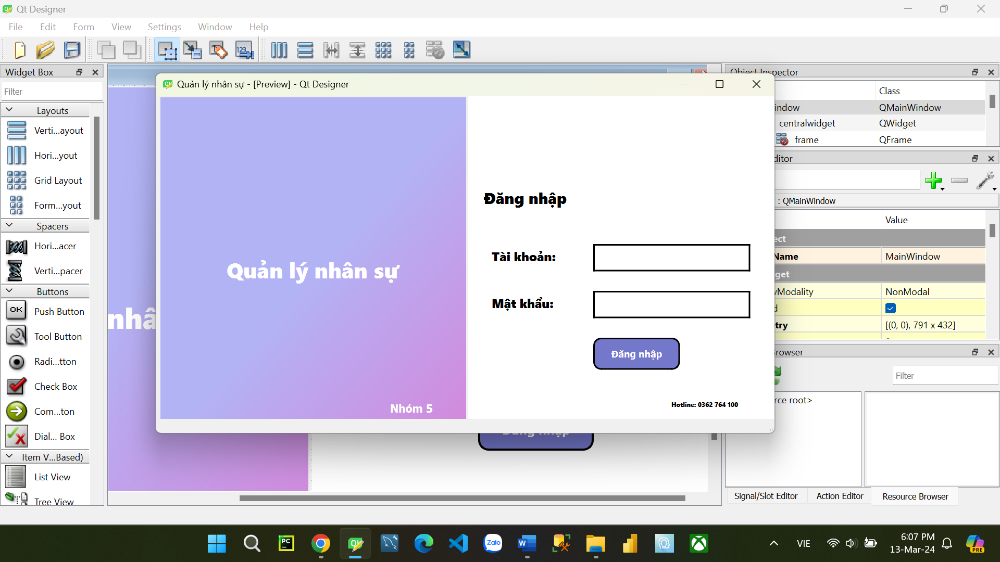 Qt Designer
File Edit Form View Settings Window Help
Widget Box
Filter
Layouts
Verti...ayout
Hori...yout
Grid Layout
Form...yout
Spacers
Hori...acer
Verti...pacer
Buttons
OK Push Button
Tool Button
Radi...tton
Check Box
Com...ton
Dial... Box
Item V...Based)
List View
Tree View
nhâ
Quản lý nhân sự - [Preview] - Qt Designer
Quản lý nhân sự
Nhóm 5
Đăng nhập
Tài khoản:
Mật khẩu:
Đăng nhập
Hotline: 0362 764 100
Đăng nhập
Object Inspector
Class
indow QMainWindow
centralwidget QWidget
frame QFrame
ditor
: QMainWindow
Value
ect
Name MainWindow
get
Modality NonModal
d
try [(0, 0), 791 x 432]
rowser
Filter
rce root>
Signal/Slot Editor Action Editor Resource Browser
PC
Qt
Zalo
W
VIE
6:07 PM
13-Mar-24
PRE